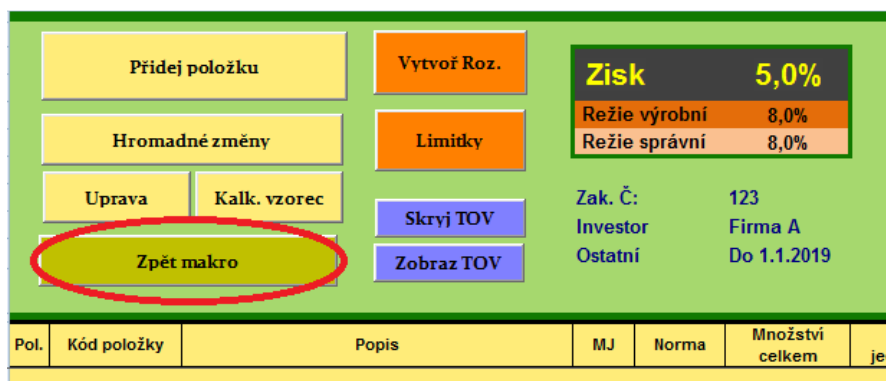 Přidej položku
Vytvoř Roz.
Zisk 5,0%
Režie výrobní 8,0%
Režie správní 8,0%
Hromadné změny
Limitky
Uprava
Kalk. vzorec
Skryj TOV
Zpět makro
Zobraz TOV
Zak. Č: 123
Investor Firma A
Ostatní Do 1.1.2019
Pol. Kód položky Popis MJ Norma Množství
celkem